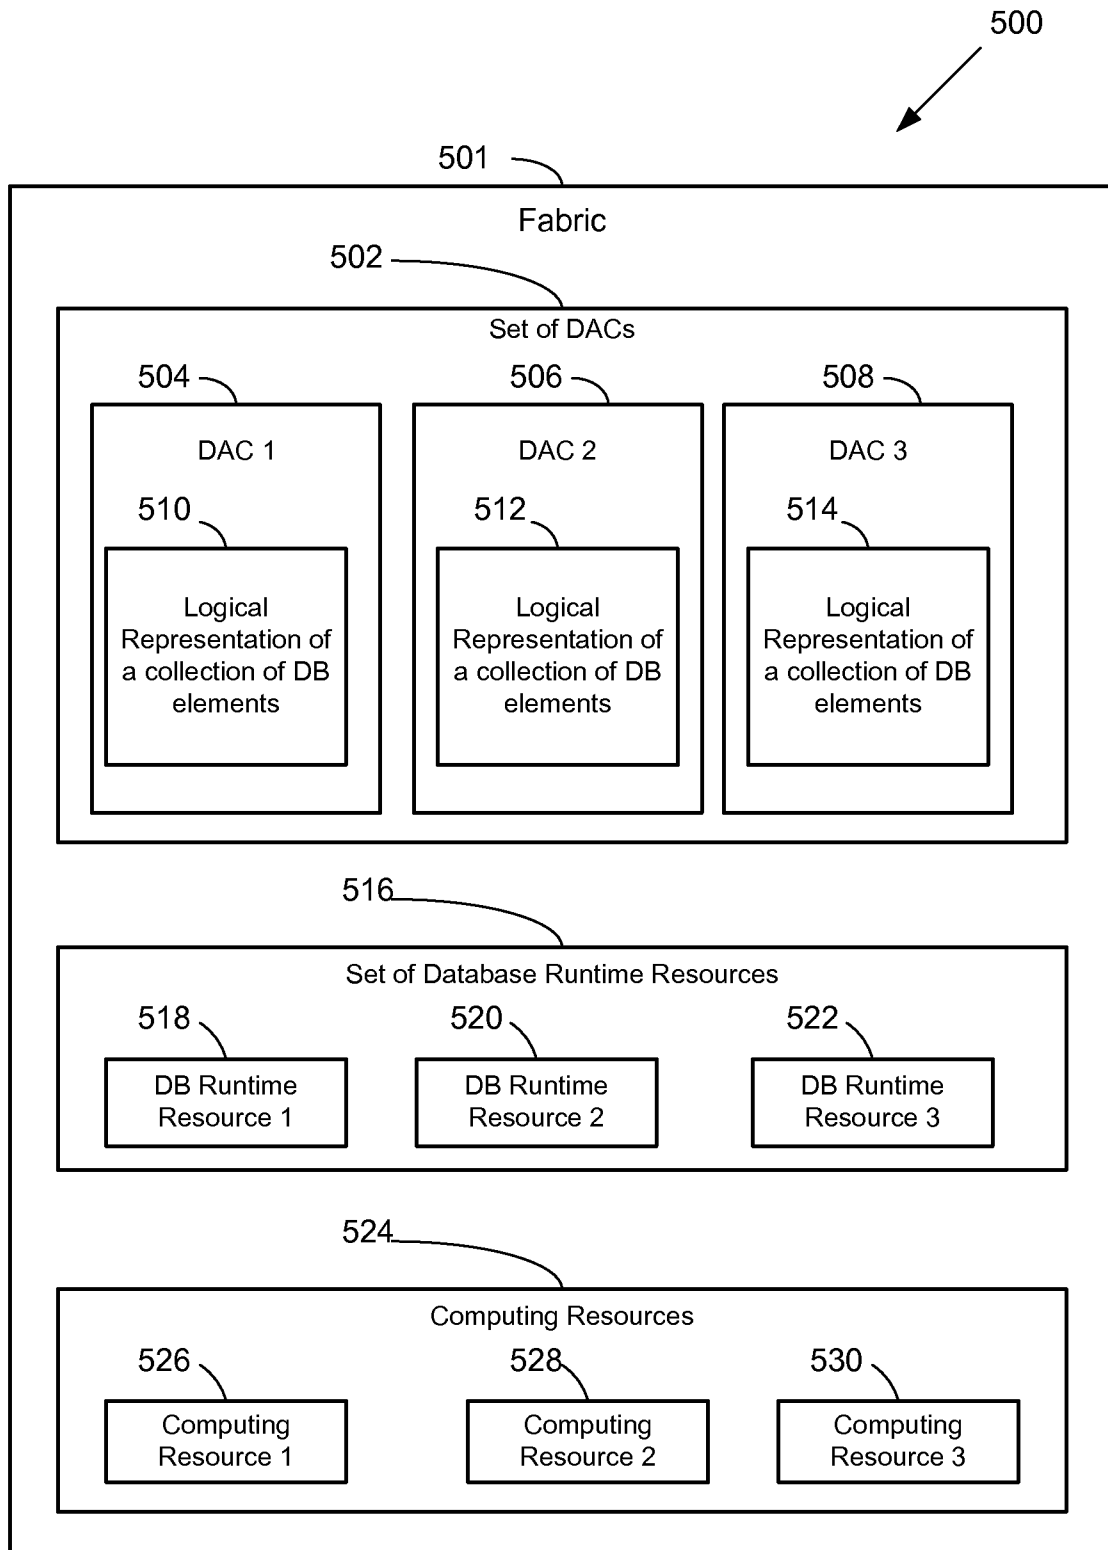 500
501
Fabric
502
Set of DACs
504
506
508
DAC 1
DAC 2
DAC 3
510
512
514
Logical
Representation of
a collection of DB
elements
Logical
Representation of
a collection of DB
elements
Logical
Representation of
a collection of DB
elements
516
Set of Database Runtime Resources
518
520
522
DB Runtime
Resource 1
DB Runtime
Resource 2
DB Runtime
Resource 3
524
Computing Resources
526
528
530
Computing
Resource 1
Computing
Resource 2
Computing
Resource 3